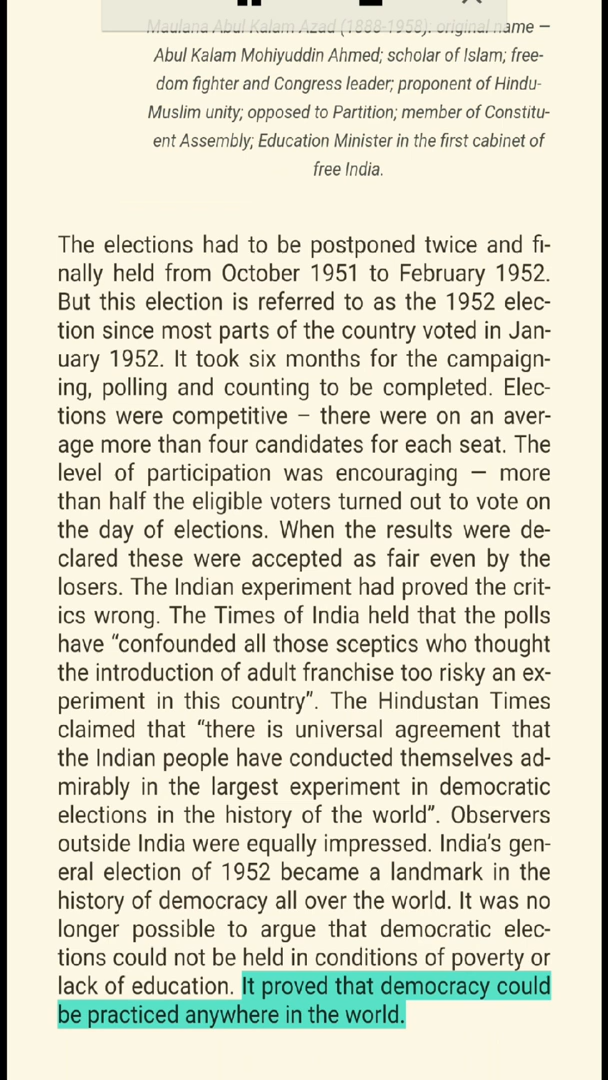 Maulana Abul Kalam Azad (1888-1958): original name —
Abul Kalam Mohiyuddin Ahmed; scholar of Islam; free-
dom fighter and Congress leader; proponent of Hindu-
Muslim unity; opposed to Partition; member of Constitu-
ent Assembly; Education Minister in the first cabinet of
free India.
The elections had to be postponed twice and fi-
nally held from October 1951 to February 1952.
But this election is referred to as the 1952 elec-
tion since most parts of the country voted in Jan-
uary 1952. It took six months for the campaign-
ing, polling and counting to be completed. Elec-
tions were competitive – there were on an aver-
age more than four candidates for each seat. The
level of participation was encouraging — more
than half the eligible voters turned out to vote on
the day of elections. When the results were de-
clared these were accepted as fair even by the
losers. The Indian experiment had proved the crit-
ics wrong. The Times of India held that the polls
have “confounded all those sceptics who thought
the introduction of adult franchise too risky an ex-
periment in this country”. The Hindustan Times
claimed that “there is universal agreement that
the Indian people have conducted themselves ad-
mirably in the largest experiment in democratic
elections in the history of the world”. Observers
outside India were equally impressed. India’s gen-
eral election of 1952 became a landmark in the
history of democracy all over the world. It was no
longer possible to argue that democratic elec-
tions could not be held in conditions of poverty or
lack of education. It proved that democracy could
be practiced anywhere in the world.